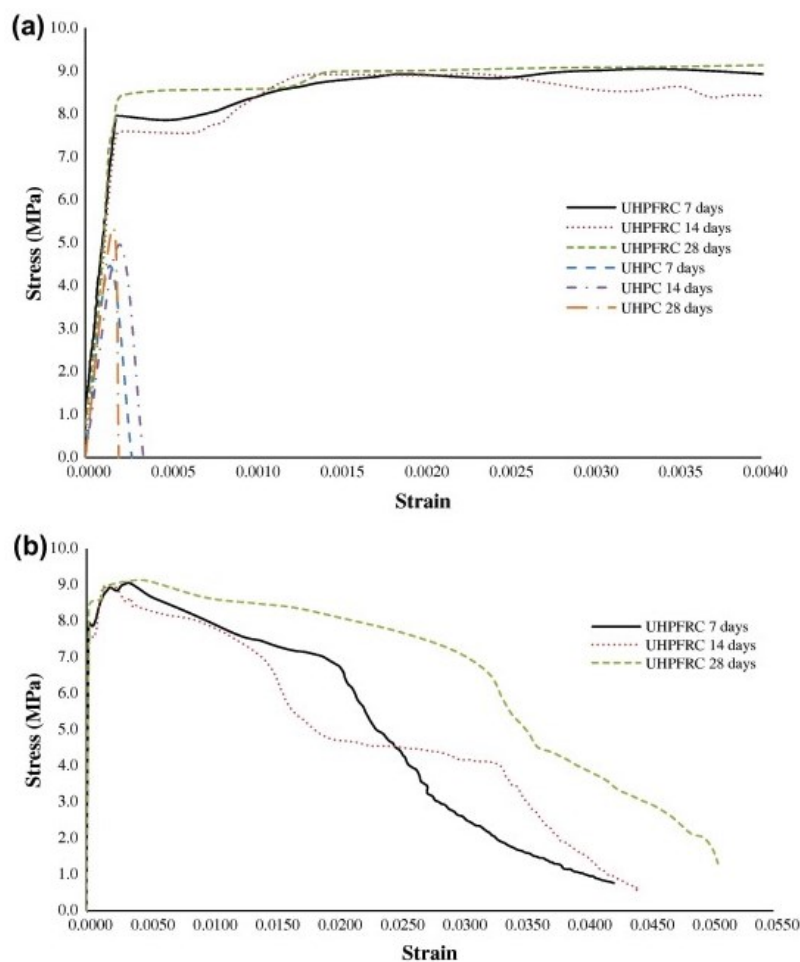 (a)
10.0
9.0
8.0
7.0
6.0
5.0
4.0
3.0
2.0
1.0
0.0
Stress (MPa)
UHPFRC 7 days
UHPFRC 14 days
UHPFRC 28 days
UHPC 7 days
UHPC 14 days
UHPC 28 days
0.0000 0.0005 0.0010 0.0015 0.0020 0.0025 0.0030 0.0035 0.0040
Strain
(b)
10.0
9.0
8.0
7.0
6.0
5.0
4.0
3.0
2.0
1.0
0.0
Stress (MPa)
UHPFRC 7 days
UHPFRC 14 days
UHPFRC 28 days
0.0000 0.0050 0.0100 0.0150 0.0200 0.0250 0.0300 0.0350 0.0400 0.0450 0.0500 0.0550
Strain